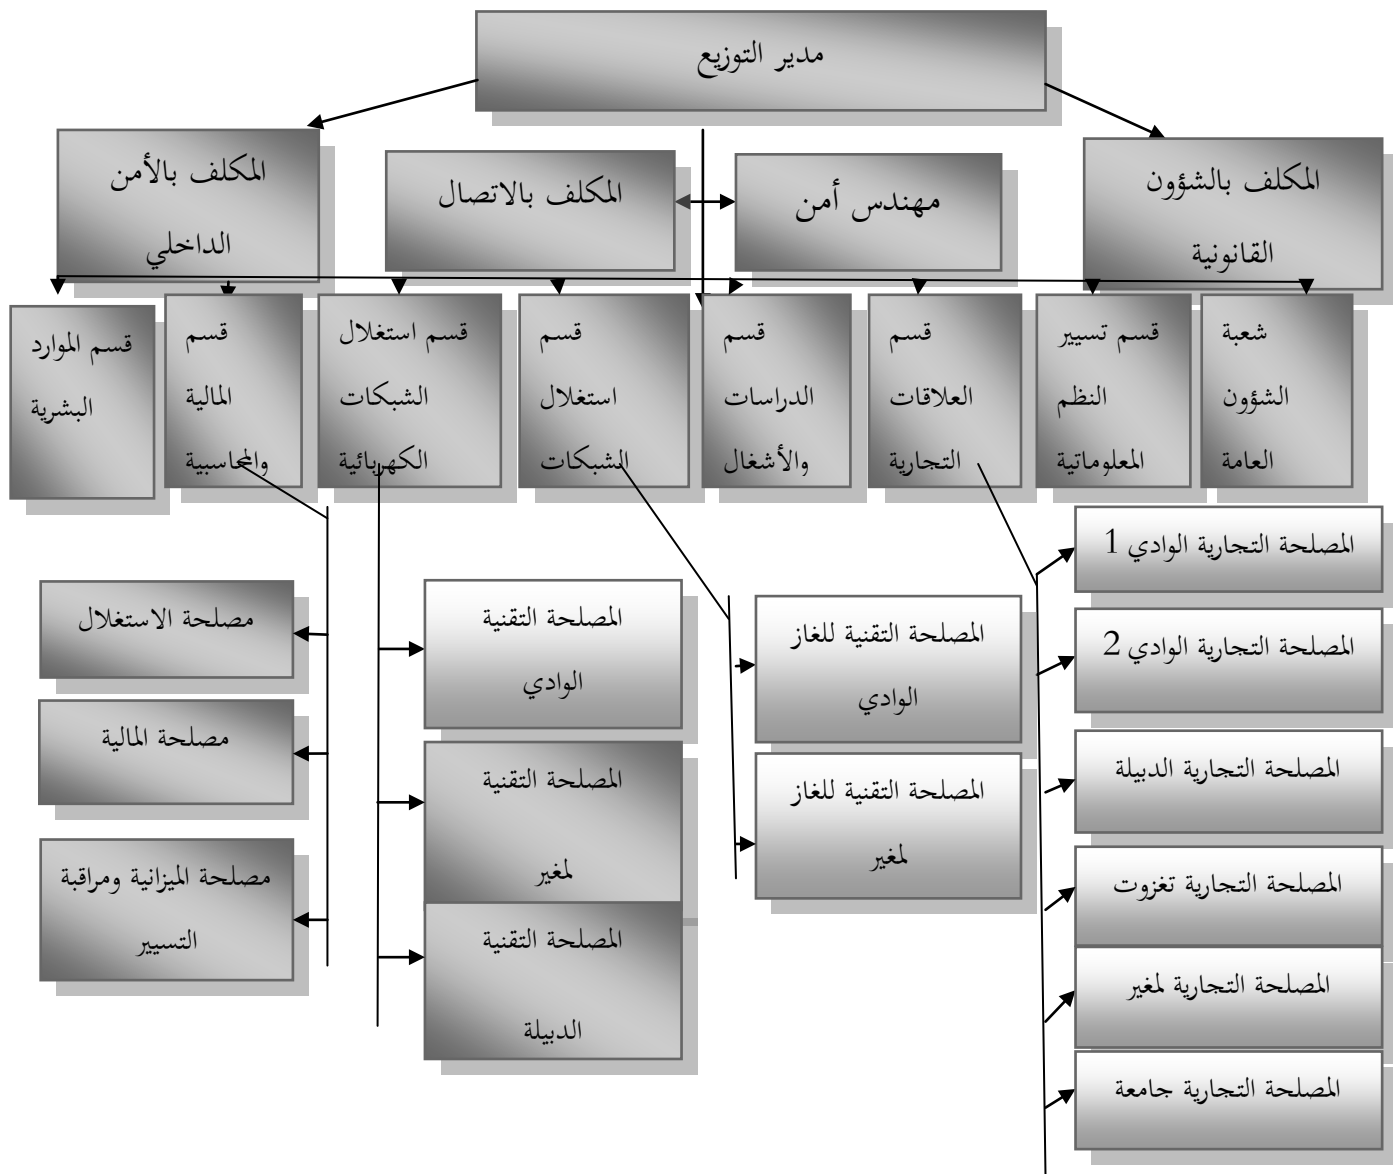 مدير التوزيع
المكلف بالشؤون
القانونية
مهندس أمن
المكلف بالاتصال
المكلف بالأمن
الداخلي
شعبة
الشؤون
العامة
قسم تسيير
النظم
المعلوماتية
قسم
العلاقات
التجارية
قسم
الدراسات
والأشغال
قسم
استغلال
الشبكات
قسم استغلال
الشبكات
الكهربائية
قسم
المالية
والمحاسبية
قسم الموارد
البشرية
المصلحة التجارية الوادي 1
المصلحة التجارية الوادي 2
المصلحة التجارية الدبيلة
المصلحة التجارية تغزوت
المصلحة التجارية لمغير
المصلحة التجارية جامعة
المصلحة التقنية للغاز
الوادي
المصلحة التقنية للغاز
لمغير
المصلحة التقنية
الوادي
المصلحة التقنية
لمغير
المصلحة التقنية
الدبيلة
مصلحة الاستغلال
مصلحة المالية
مصلحة الميزانية ومراقبة
التسيير